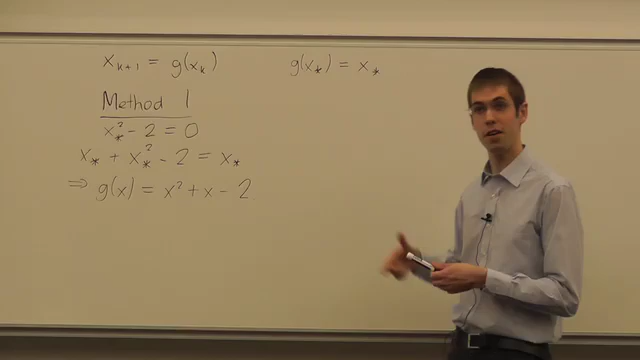 x_{k+1} = g(x_k)
g(x_*) = x_*
Method 1
x_*^2 - 2 = 0
x_* + x_*^2 - 2 = x_*
⇒ g(x) = x^2 + x - 2